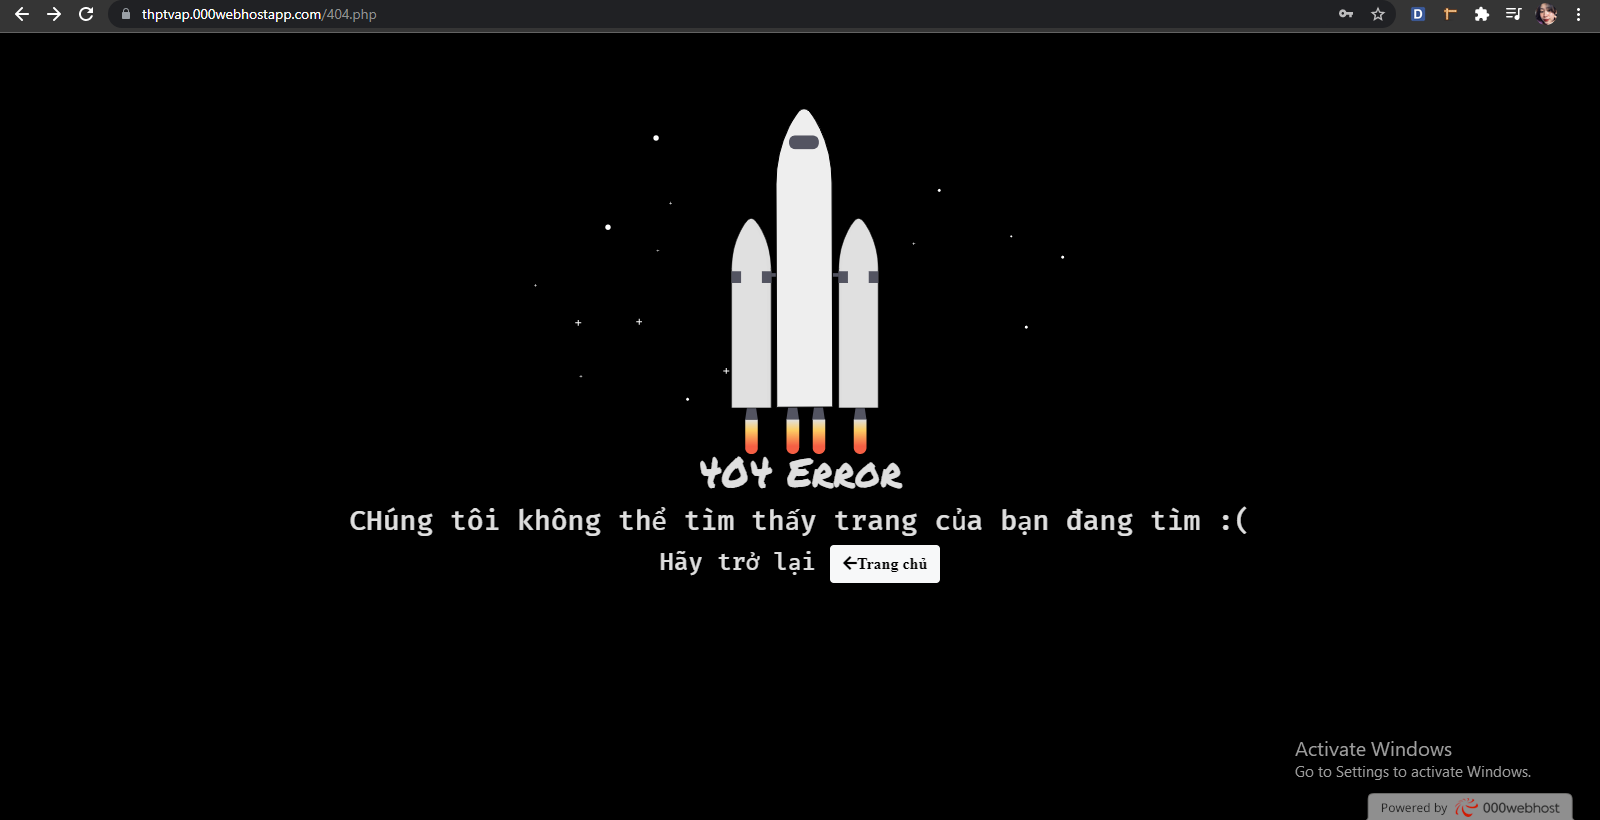 thptvap.000webhostapp.com/404.php
D
404 Error
CHúng tôi không thể tìm thấy trang của bạn đang tìm :(
Hãy trở lại ←Trang chủ
Activate Windows
Go to Settings to activate Windows.
Powered by 000webhost